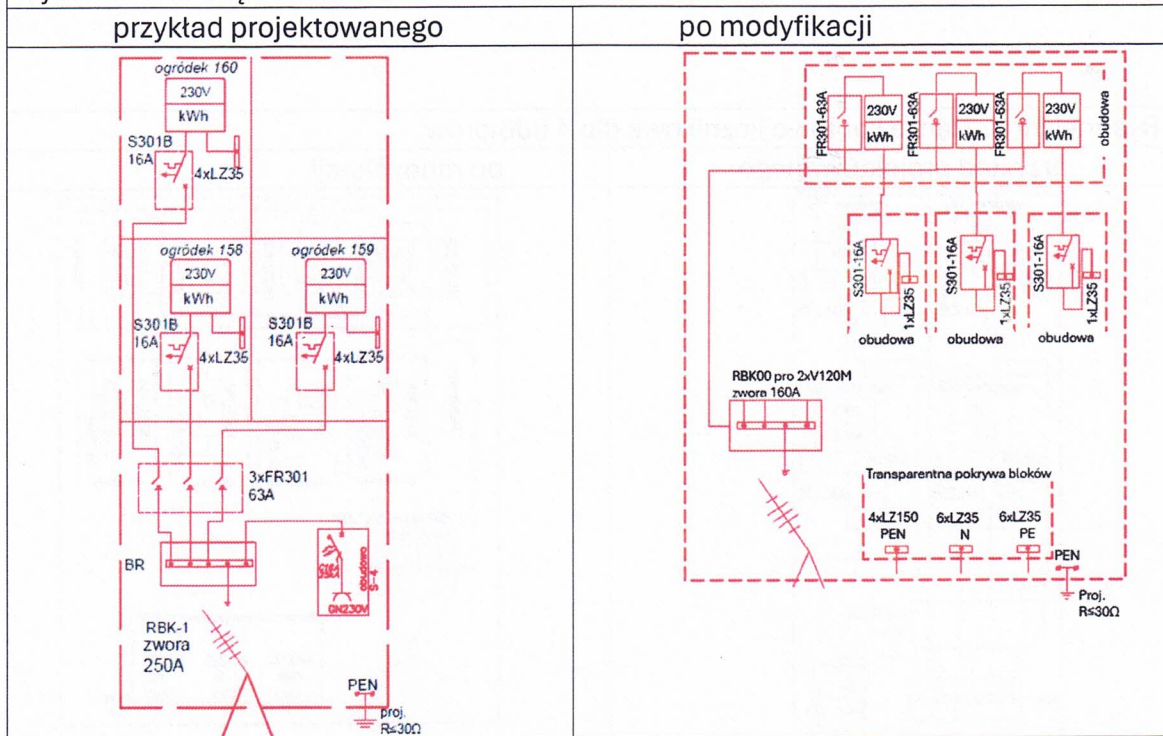 przykład projektowanego
po modyfikacji
ogródek 160
230V
kWh
S301B
16A
4xLZ35
ogródek 158
230V
kWh
S301B
16A
4xLZ35
ogródek 159
230V
kWh
S301B
16A
4xLZ35
3xFR301
63A
BR
obudowa
S-4
GN230V
RBK-1
zwora
250A
PEN
proj.
R≤30Ω
FR301-63A
230V
kWh
FR301-63A
230V
kWh
FR301-63A
230V
kWh
obudowa
S301-16A
1xLZ35
obudowa
S301-16A
1xLZ35
obudowa
S301-16A
1xLZ35
obudowa
RBK00 pro 2xV120M
zwora 160A
Transparentna pokrywa bloków
4xLZ150
PEN
6xLZ35
N
6xLZ35
PE
PEN
Proj.
R≤30Ω